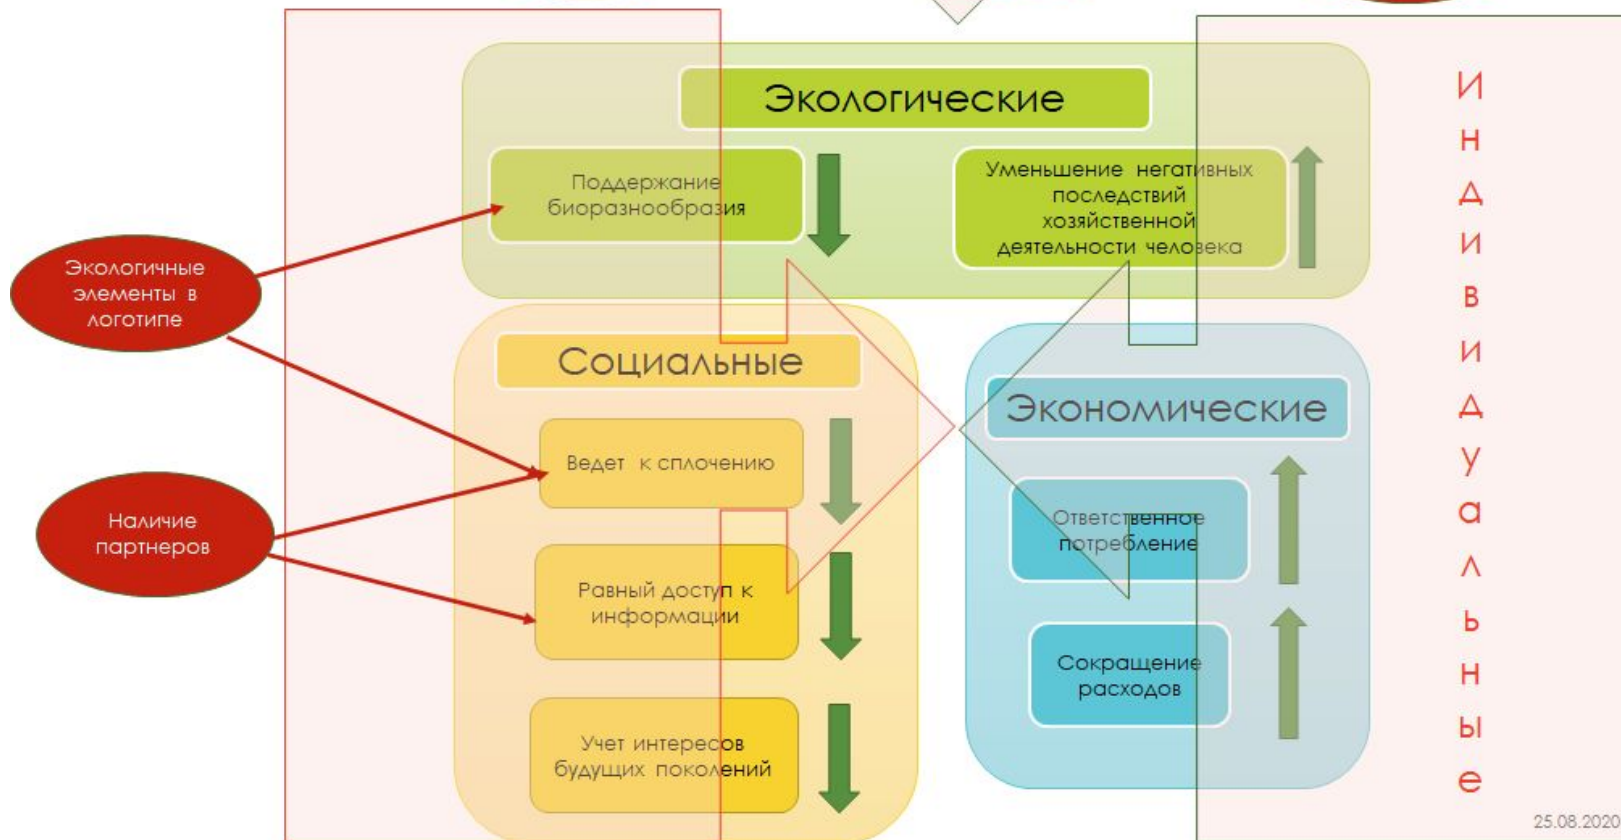 Экологические
Поддержание
биоразнообразия
Уменьшение негативных
последствий
хозяйственной
деятельности человека
Экологичные
элементы в
логотипе
Социальные
Ведет к сплочению
Наличие
партнеров
Равный доступ к
информации
Учет интересов
будущих поколений
Экономические
Ответственное
потребление
Сокращение
расходов
И
н
д
и
в
и
д
у
а
л
ь
н
ы
е
25.08.2020